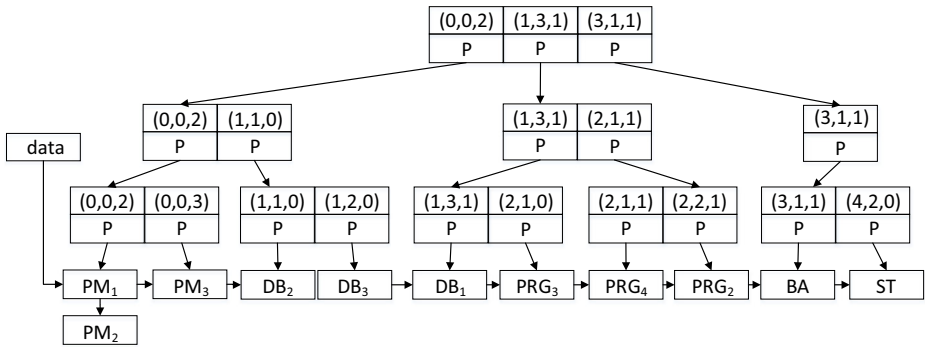 (0,0,2) (1,3,1) (3,1,1)
P P P
(0,0,2) (1,1,0) (1,3,1) (2,1,1) (3,1,1)
P P P P P
data
(0,0,2) (0,0,3) (1,1,0) (1,2,0) (1,3,1) (2,1,0) (2,1,1) (2,2,1) (3,1,1) (4,2,0)
P P P P P P P P P P
PM₁ PM₃ DB₂ DB₃ DB₁ PRG₃ PRG₄ PRG₂ BA ST
PM₂